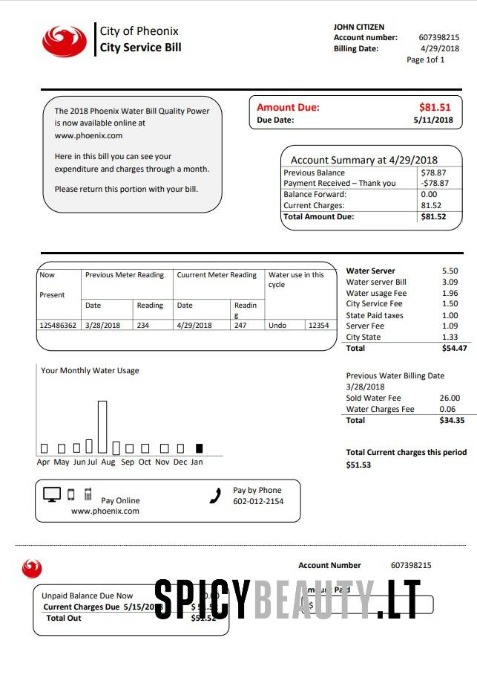 City of Pheonix
City Service Bill
JOHN CITIZEN
Account number: 607398215
Billing Date: 4/29/2018
Page 1of 1
The 2018 Phoenix Water Bill Quality Power
is now available online at
www.phoenix.com
Here in this bill you can see your
expenditure and charges through a month.
Please return this portion with your bill.
Amount Due: $81.51
Due Date: 5/11/2018
Account Summary at 4/29/2018
Previous Balance $78.87
Payment Received – Thank you -$78.87
Balance Forward: 0.00
Current Charges: 81.52
Total Amount Due: $81.52
Now Previous Meter Reading Cuurrent Meter Reading Water use in this
cycle
Present
Date Reading Date Readin
g
125486362 3/28/2018 234 4/29/2018 247 Undo 12354
Water Server 5.50
Water server Bill 3.09
Water usage Fee 1.96
City Service Fee 1.50
State Paid taxes 1.00
Server Fee 1.09
City State 1.33
Total $54.47
Your Monthly Water Usage
Apr May Jun Jul Aug Sep Oct Nov Dec Jan
Previous Water Billing Date
3/28/2018
Sold Water Fee 26.00
Water Charges Fee 0.06
Total $34.35
Total Current charges this period
$51.53
Pay Online
www.phoenix.com
Pay by Phone
602-012-2154
Account Number 607398215
Unpaid Balance Due Now
Current Charges Due 5/15/201
Total Out
$
SPICYBEAUTY.LT